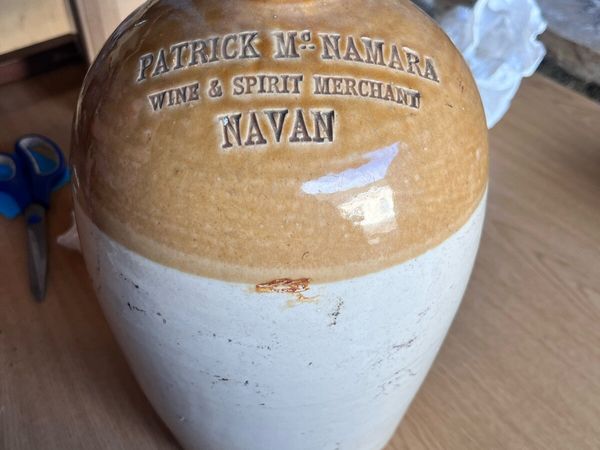 PATRICK Mc NAMARA
WINE & SPIRIT MERCHANT
NAVAN